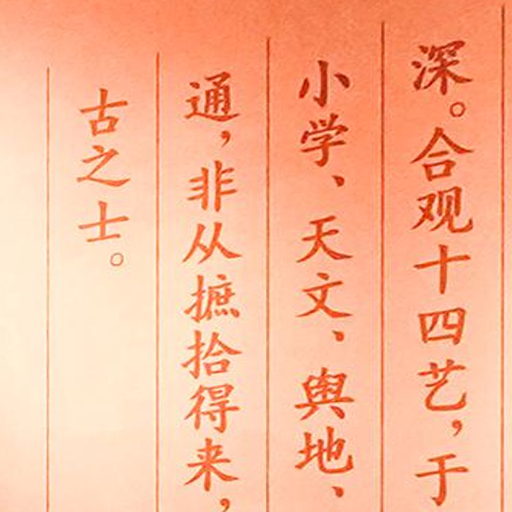 深。合观十四艺，于
小学、天文、舆地、
通，非从摭拾得来，
古之士。